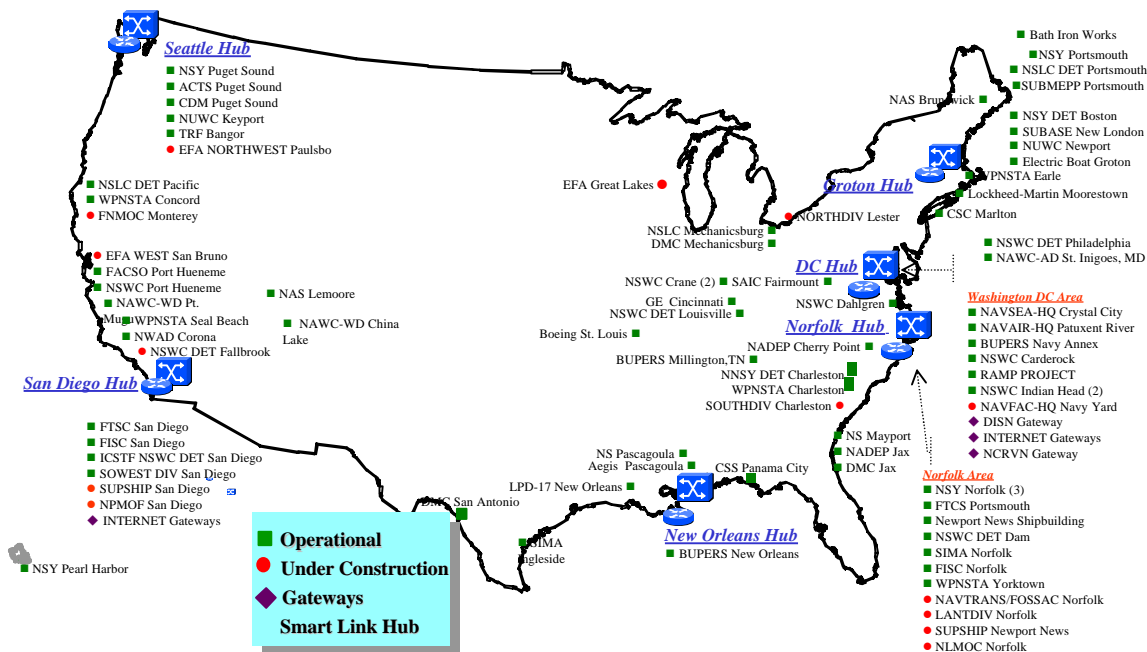 Seattle Hub
NSY Puget Sound
ACTS Puget Sound
CDM Puget Sound
NUWC Keyport
TRF Bangor
EFA NORTHWEST Paulsbo
NSLC DET Pacific
WPNSTA Concord
FNMOC Monterey
EFA WEST San Bruno
FACSO Port Hueneme
NSWC Port Hueneme
NAWC-WD Pt.
Mugu
WPNSTA Seal Beach
NWAD Corona
NSWC DET Fallbrook
San Diego Hub
NAS Lemoore
NAWC-WD China
Lake
FTSC San Diego
FISC San Diego
ICSTF NSWC DET San Diego
SOWEST DIV San Diego
SUPSHIP San Diego
NPMOF San Diego
INTERNET Gateways
NSY Pearl Harbor
Operational
Under Construction
Gateways
Smart Link Hub
DMC San Antonio
SIMA
Ingleside
LPD-17 New Orleans
NS Pascagoula
Aegis Pascagoula
CSS Panama City
New Orleans Hub
BUPERS New Orleans
EFA Great Lakes
NORTHDIV Lester
NSLC Mechanicsburg
DMC Mechanicsburg
NSWC Crane (2)
SAIC Fairmount
GE Cincinnati
NSWC DET Louisville
Boeing St. Louis
BUPERS Millington,TN
NADEP Cherry Point
NNSY DET Charleston
WPNSTA Charleston
SOUTHDIV Charleston
NS Mayport
NADEP Jax
DMC Jax
DC Hub
NSWC Dahlgren
Norfolk Hub
Bath Iron Works
NSY Portsmouth
NSLC DET Portsmouth
SUBMEPP Portsmouth
NAS Brunswick
NSY DET Boston
SUBASE New London
NUWC Newport
Electric Boat Groton
Groton Hub
WPNSTA Earle
Lockheed-Martin Moorestown
CSC Marlton
NSWC DET Philadelphia
NAWC-AD St. Inigoes, MD
Washington DC Area
NAVSEA-HQ Crystal City
NAVAIR-HQ Patuxent River
BUPERS Navy Annex
NSWC Carderock
RAMP PROJECT
NSWC Indian Head (2)
NAVFAC-HQ Navy Yard
DISN Gateway
INTERNET Gateways
NCRVN Gateway
Norfolk Area
NSY Norfolk (3)
FTCS Portsmouth
Newport News Shipbuilding
NSWC DET Dam
SIMA Norfolk
FISC Norfolk
WPNSTA Yorktown
NAVTRANS/FOSSAC Norfolk
LANTDIV Norfolk
SUPSHIP Newport News
NLMOC Norfolk